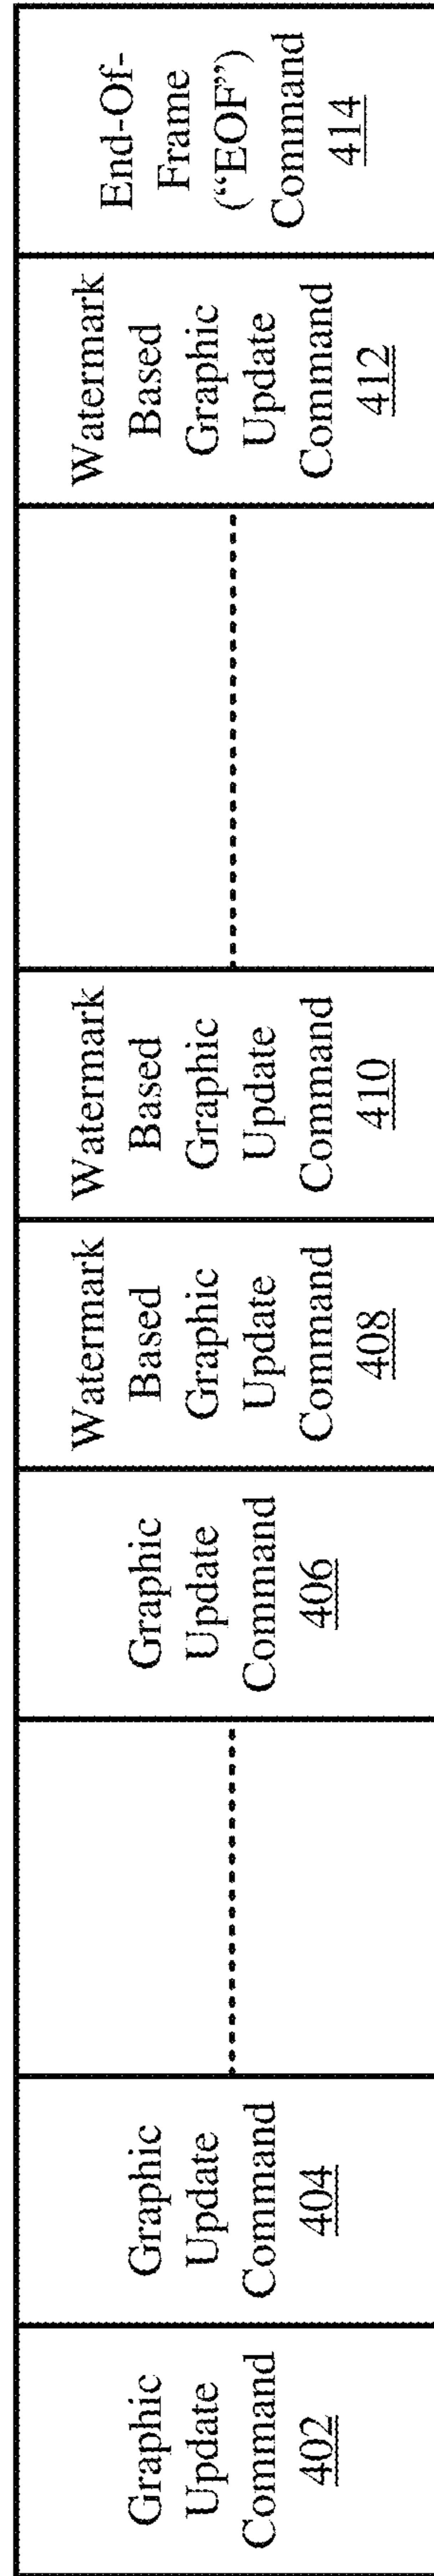 Graphic
Update
Command
402
Graphic
Update
Command
404
Graphic
Update
Command
406
Watermark
Based
Graphic
Update
Command
408
Watermark
Based
Graphic
Update
Command
410
Watermark
Based
Graphic
Update
Command
412
End-Of-
Frame
(“EOF”)
Command
414